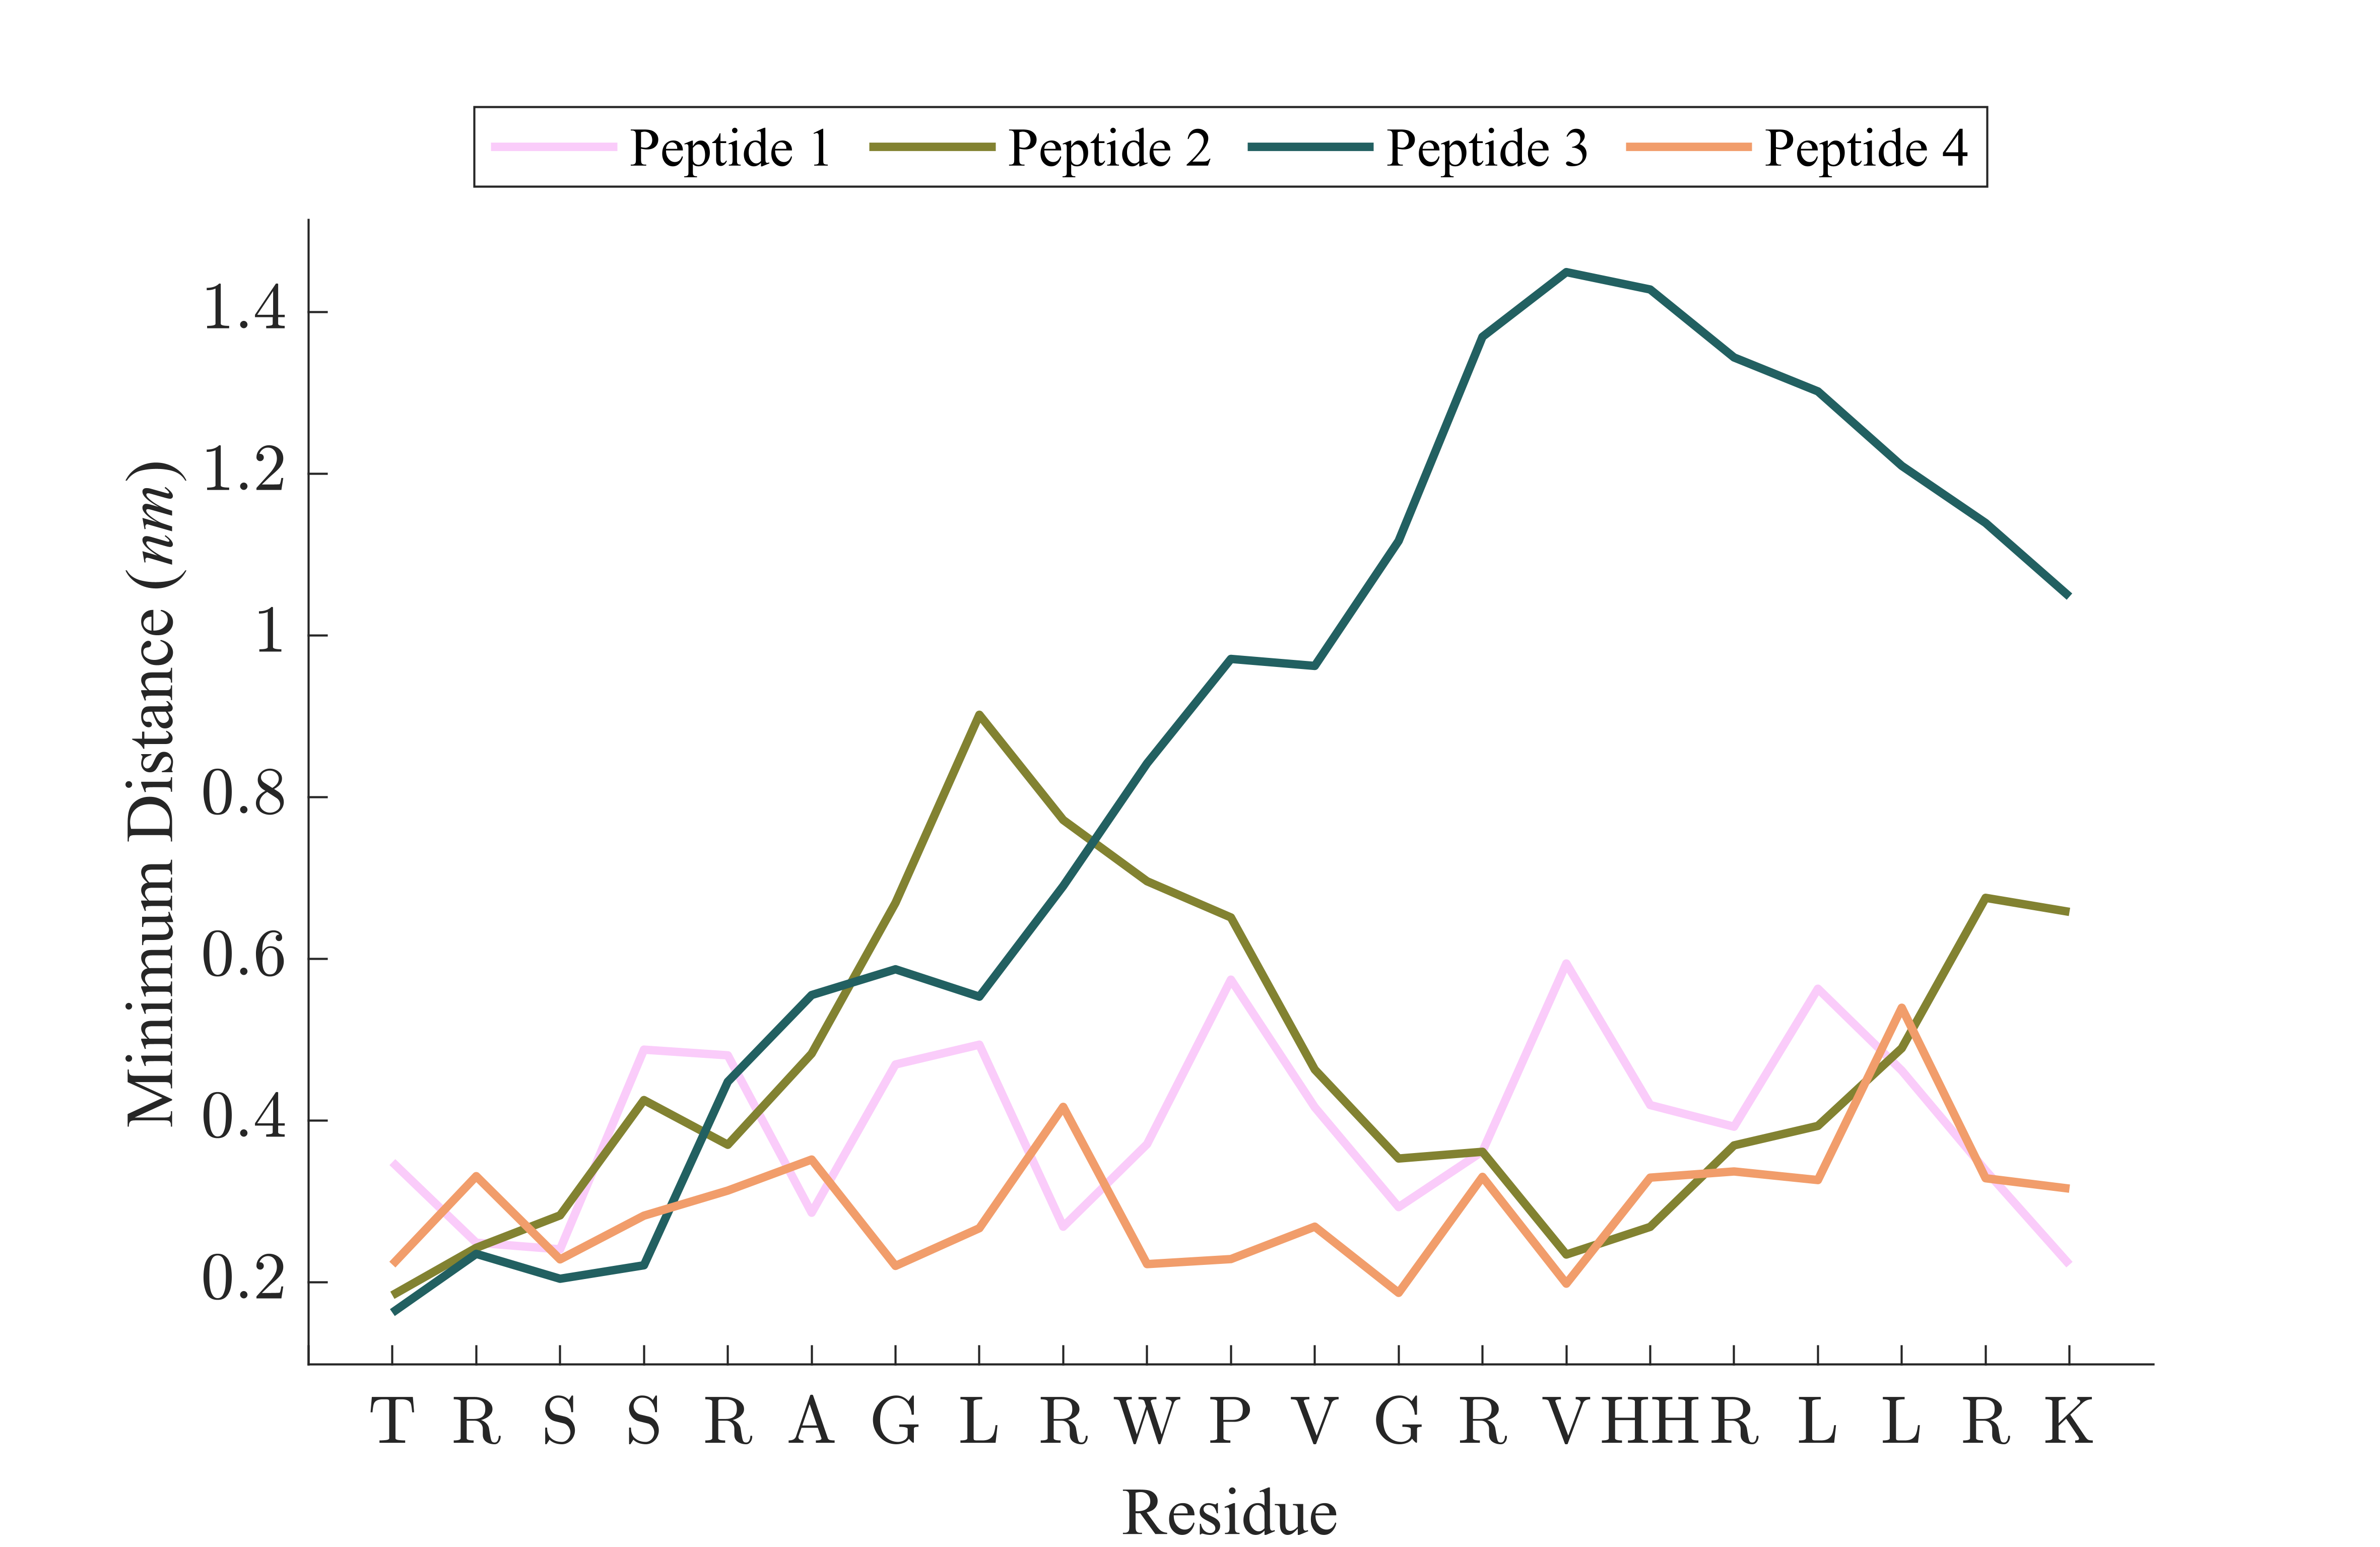 Peptide 1 Peptide 2 Peptide 3 Peptide 4
Minimum Distance (nm)
1.4
1.2
1
0.8
0.6
0.4
0.2
T R S S R A G L R W P V G R V HH R L L R K
Residue